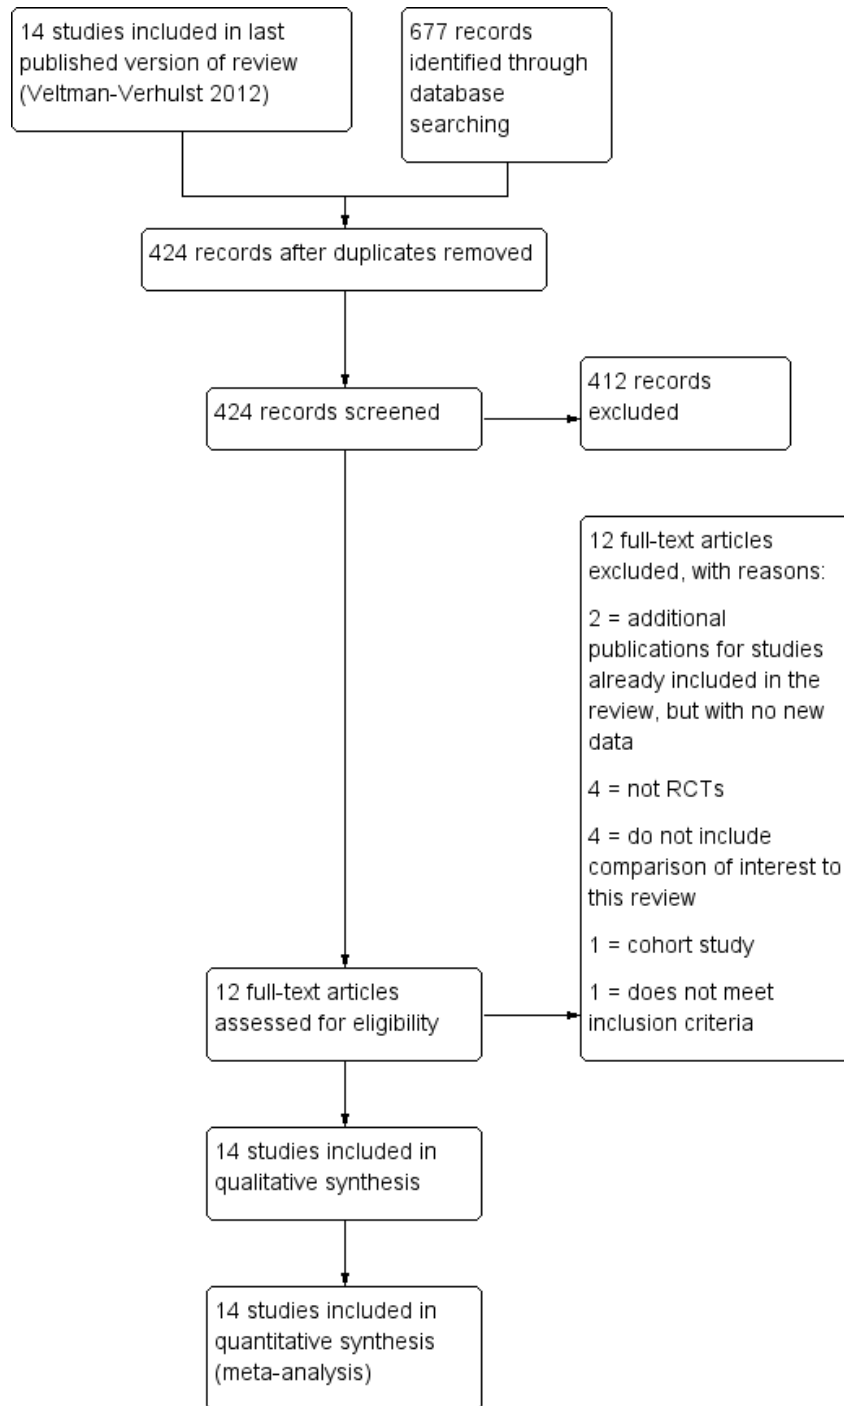 14 studies included in last
published version of review
(Veltman-Verhulst 2012)
677 records
identified through
database
searching
424 records after duplicates removed
424 records screened
412 records
excluded
12 full-text articles
excluded, with reasons:
2 = additional
publications for studies
already included in the
review, but with no new
data
4 = not RCTs
4 = do not include
comparison of interest to
this review
1 = cohort study
1 = does not meet
inclusion criteria
12 full-text articles
assessed for eligibility
14 studies included in
qualitative synthesis
14 studies included in
quantitative synthesis
(meta-analysis)